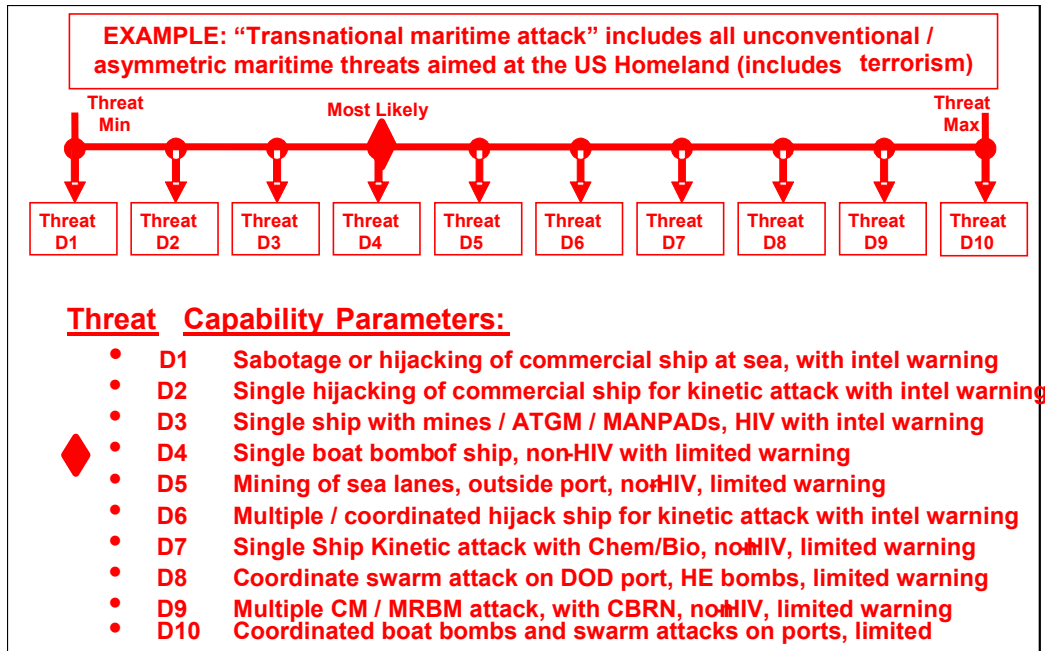 EXAMPLE: “Transnational maritime attack” includes all unconventional /
asymmetric maritime threats aimed at the US Homeland (includes terrorism)
Threat
Min
Most Likely
Threat
Max
Threat
D1
Threat
D2
Threat
D3
Threat
D4
Threat
D5
Threat
D6
Threat
D7
Threat
D8
Threat
D9
Threat
D10
Threat Capability Parameters:
• D1 Sabotage or hijacking of commercial ship at sea, with intel warning
• D2 Single hijacking of commercial ship for kinetic attack with intel warning
• D3 Single ship with mines / ATGM / MANPADs, HIV with intel warning
• D4 Single boat bombof ship, non-HIV with limited warning
• D5 Mining of sea lanes, outside port, non-HIV, limited warning
• D6 Multiple / coordinated hijack ship for kinetic attack with intel warning
• D7 Single Ship Kinetic attack with Chem/Bio, non-HIV, limited warning
• D8 Coordinate swarm attack on DOD port, HE bombs, limited warning
• D9 Multiple CM / MRBM attack, with CBRN, non-HIV, limited warning
• D10 Coordinated boat bombs and swarm attacks on ports, limited